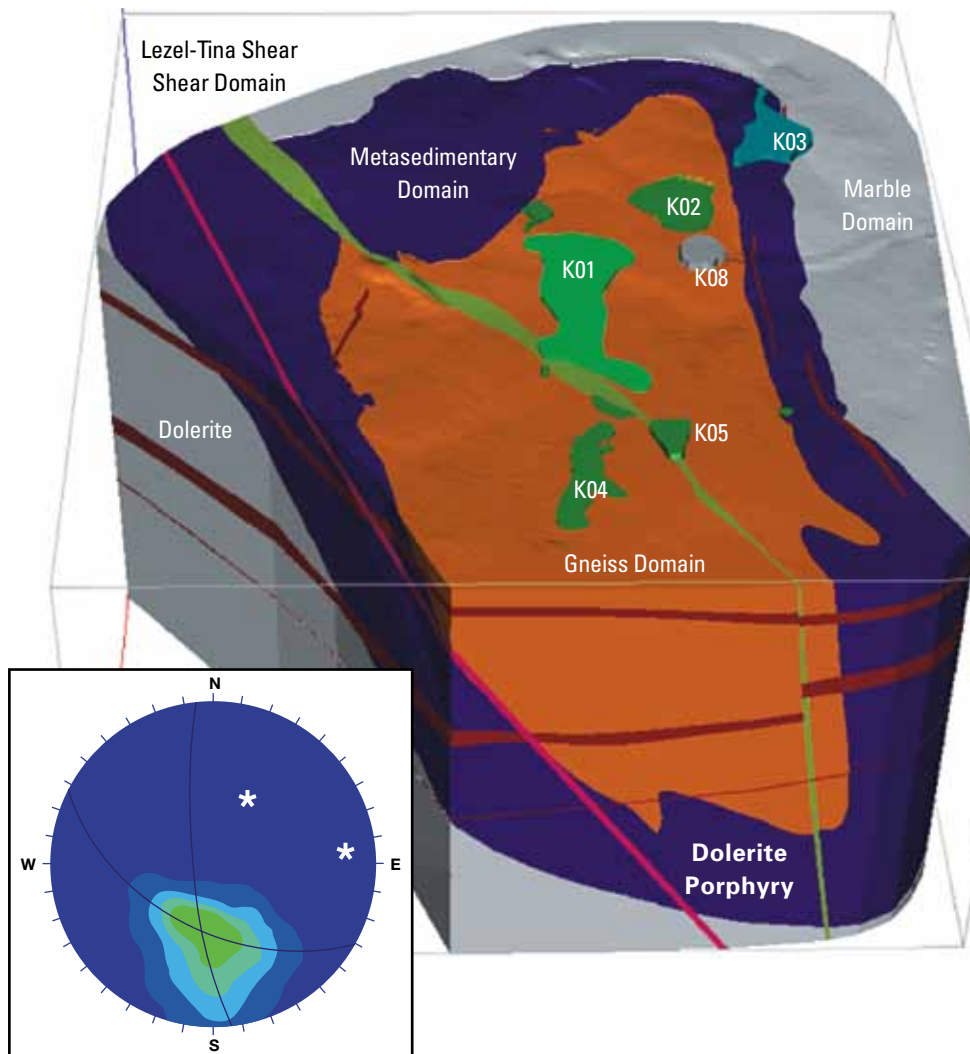 Lezel-Tina Shear
Shear Domain
Metasedimentary
Domain
K03
K02
Marble
Domain
K01
K08
Dolerite
K05
K04
Gneiss Domain
Dolerite
Porphyry
N
W
E
S